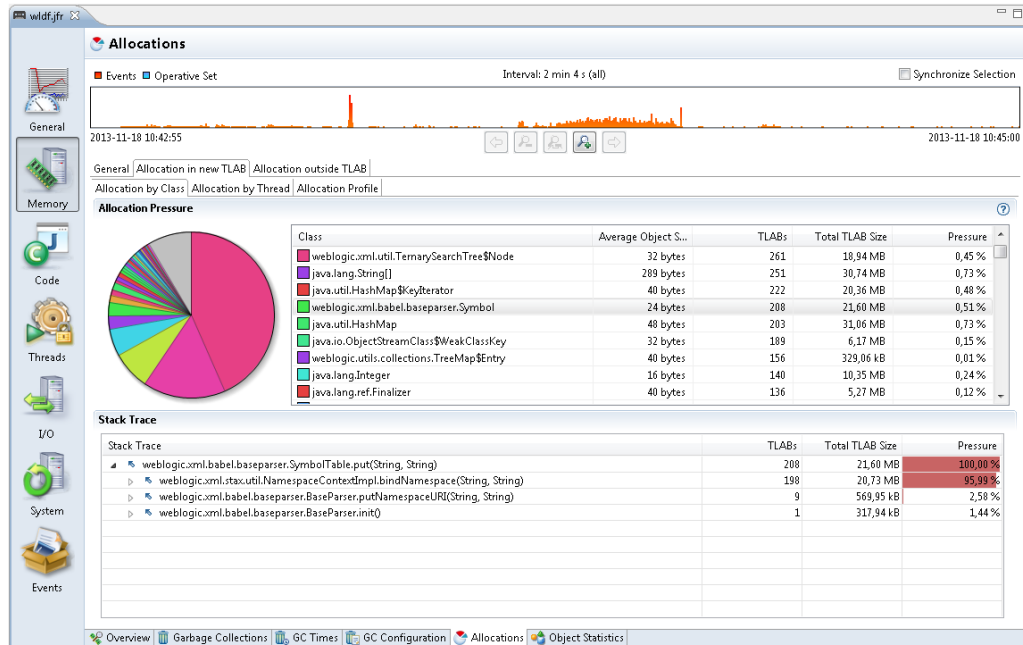 wldf.jfr
Allocations
Events Operative Set Interval: 2 min 4 s (all) Synchronize Selection
2013-11-18 10:42:55 2013-11-18 10:45:00
General
Memory
Code
Threads
I/O
System
Events
General Allocation in new TLAB Allocation outside TLAB
Allocation by Class Allocation by Thread Allocation Profile
Allocation Pressure
Class Average Object S... TLABs Total TLAB Size Pressure
weblogic.xml.util.TernarySearchTree$Node 32 bytes 261 18,94 MB 0,45 %
java.lang.String[] 289 bytes 251 30,74 MB 0,73 %
java.util.HashMap$KeyIterator 40 bytes 222 20,36 MB 0,48 %
weblogic.xml.babel.baseparser.Symbol 24 bytes 208 21,60 MB 0,51 %
java.util.HashMap 48 bytes 203 31,06 MB 0,73 %
java.io.ObjectStreamClass$WeakClassKey 32 bytes 189 6,17 MB 0,15 %
weblogic.utils.collections.TreeMap$Entry 40 bytes 156 329,06 kB 0,01 %
java.lang.Integer 16 bytes 140 10,35 MB 0,24 %
java.lang.ref.Finalizer 40 bytes 136 5,27 MB 0,12 %
Stack Trace
Stack Trace TLABs Total TLAB Size Pressure
weblogic.xml.babel.baseparser.SymbolTable.put(String, String) 208 21,60 MB 100,00 %
weblogic.xml.stax.util.NamespaceContextImpl.bindNamespace(String, String) 198 20,73 MB 95,99 %
weblogic.xml.babel.baseparser.BaseParser.putNamespaceURI(String, String) 9 569,95 kB 2,58 %
weblogic.xml.babel.baseparser.BaseParser.init() 1 317,94 kB 1,44 %
Overview Garbage Collections GC Times GC Configuration Allocations Object Statistics